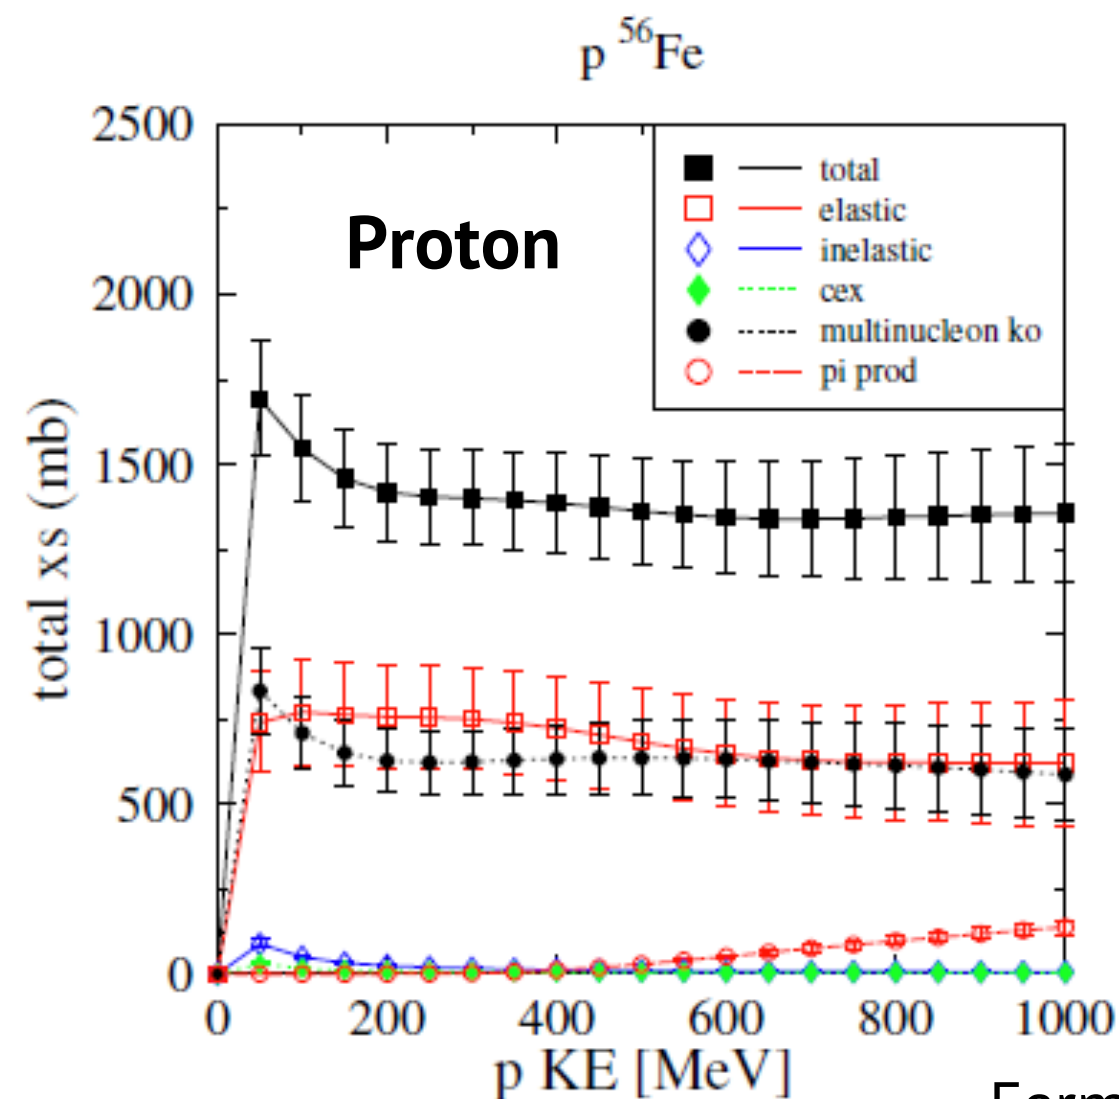 p ⁵⁶Fe
2500
2000
1500
1000
500
0
total xs (mb)
Proton
total
elastic
inelastic
cex
multinucleon ko
pi prod
0 200 400 600 800 1000
p KE [MeV]